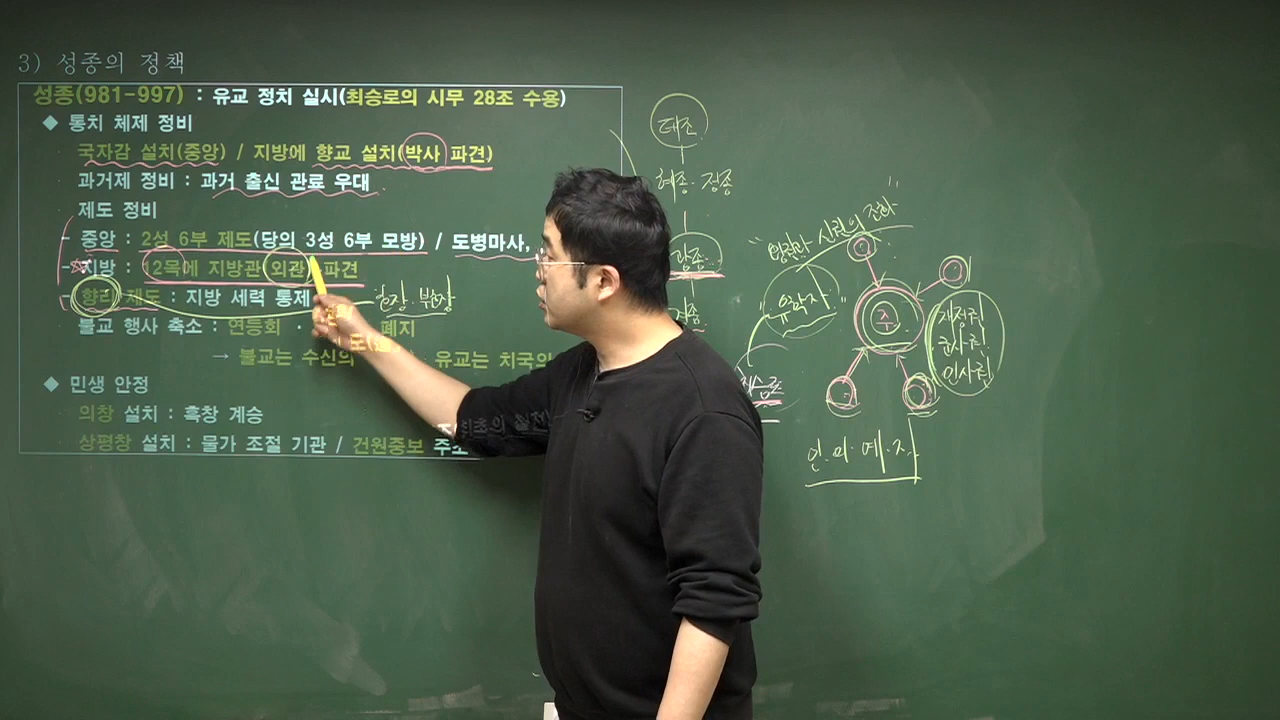 3) 성종의 정책
성종(981-997) : 유교 정치 실시(최승로의 시무 28조 수용)
◆ 통치 체제 정비
국자감 설치(중앙) / 지방에 향교 설치(박사 파견)
과거제 정비 : 과거 출신 관료 우대
제도 정비
- 중앙 : 2성 6부 제도(당의 3성 6부 모방) / 도병마사,
- 지방 : 12목에 지방관(외관) 파견
- 향리 제도 : 지방 세력 통제
호장·부호장
불교 행사 축소 : 연등회 · 폐지
→ 불교는 수신의 유교는 치국의
◆ 민생 안정
의창 설치 : 흑창 계승
상평창 설치 : 물가 조절 기관 / 건원중보 주조
태조
혜종·정종
광종
경종
"왕권과 신권의 조화"
"유학자"
주
재정권
군사권
인사권
인·의·예·지